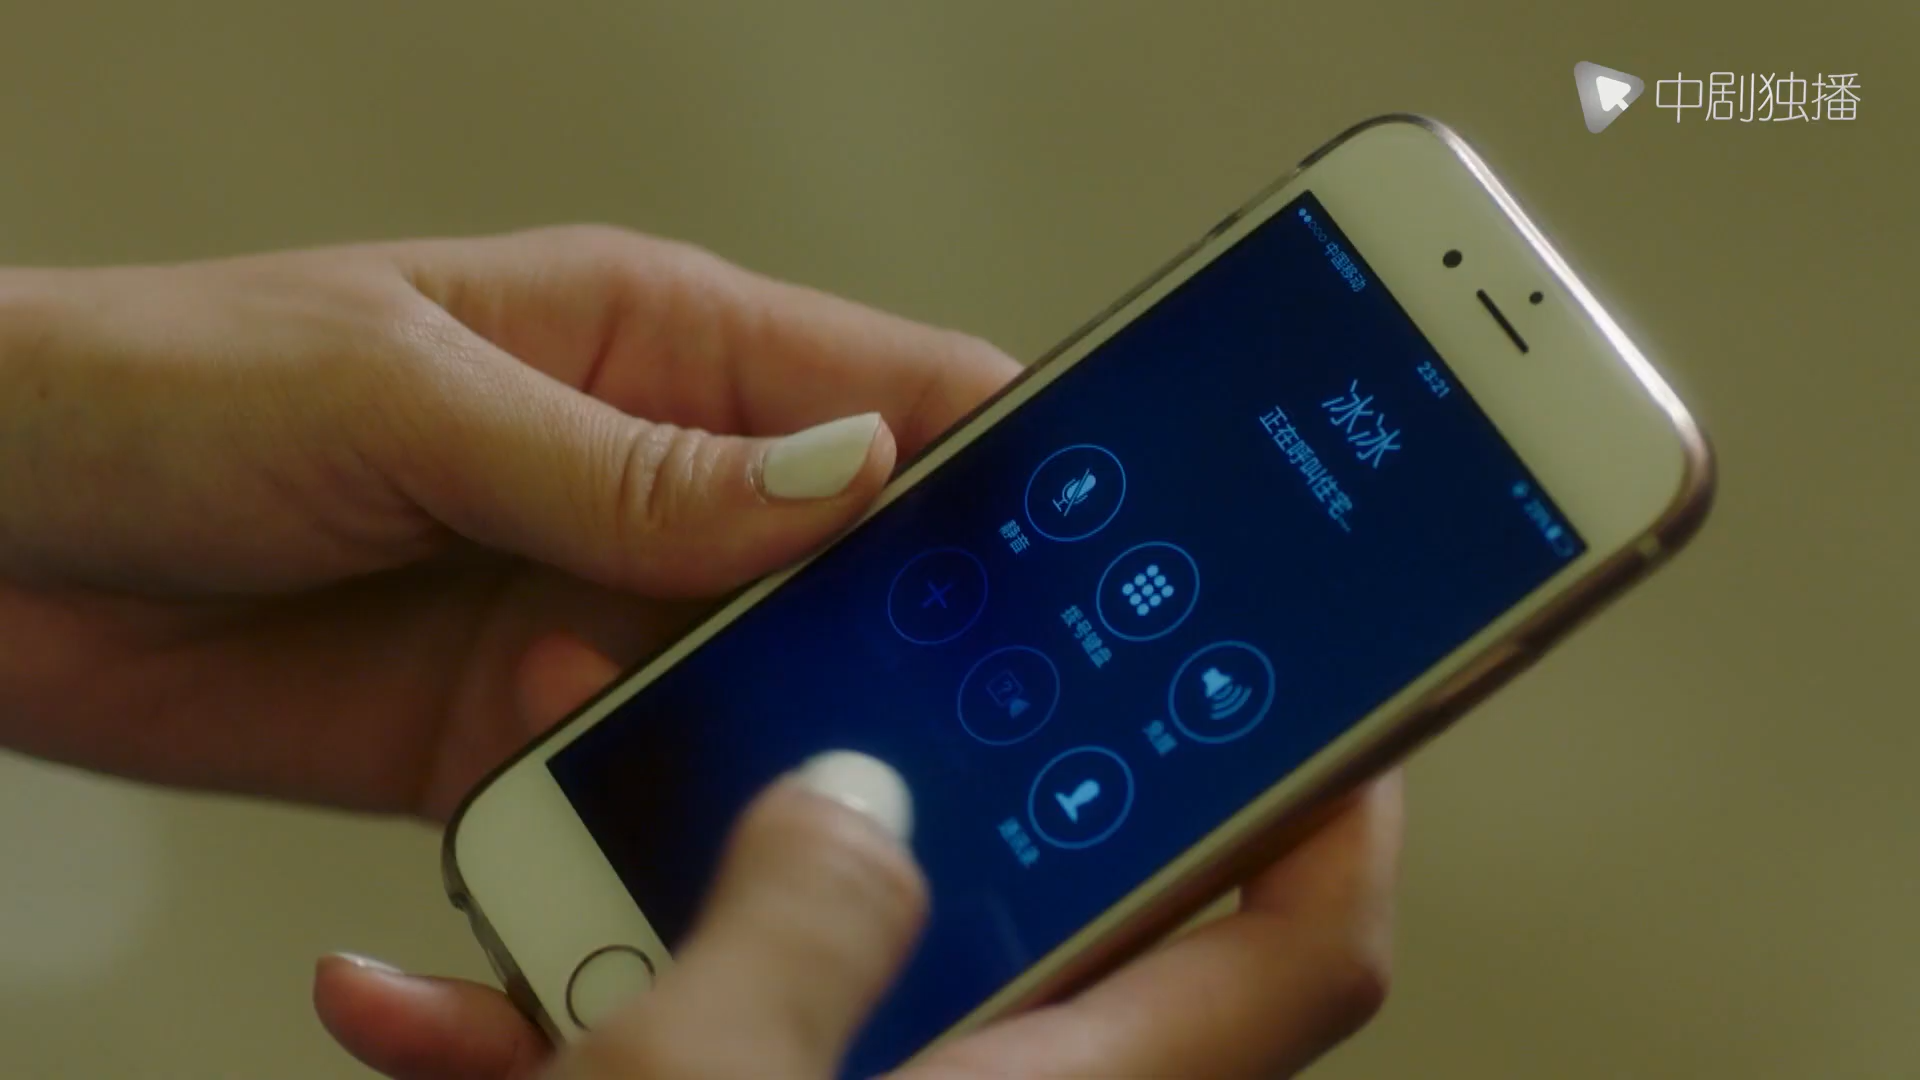 中剧独播
中国移动
23:21
冰冰
正在呼叫住宅...
静音
拨号键盘
免提
通讯录